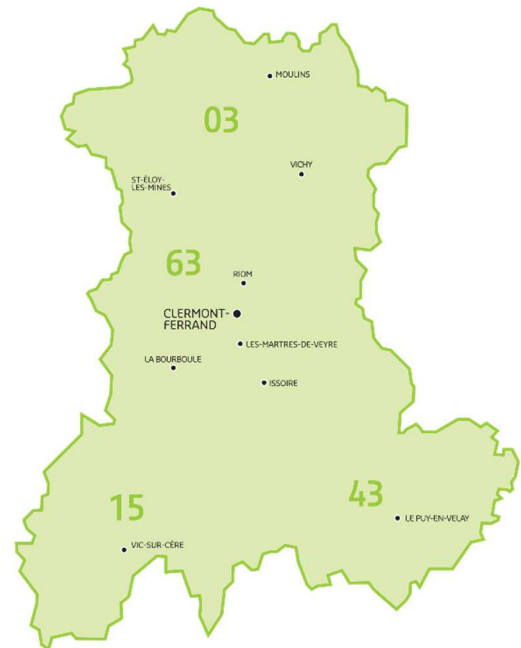 MOULINS
03
VICHY
ST-ÉLOY-
LES-MINES
63
RIOM
CLERMONT-
FERRAND
LES-MARTRES-DE-VEYRE
LA BOURBOULE
ISSOIRE
43
15
LE PUY-EN-VELAY
VIC-SUR-CÈRE